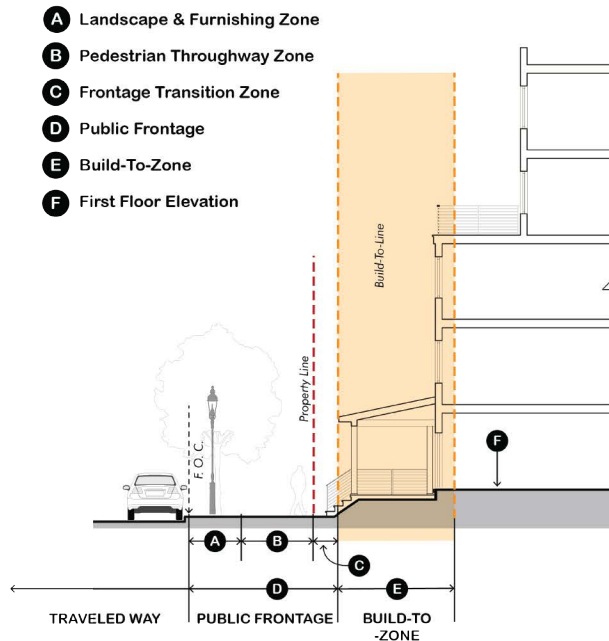 A Landscape & Furnishing Zone
B Pedestrian Throughway Zone
C Frontage Transition Zone
D Public Frontage
E Build-To-Zone
F First Floor Elevation
Build-To-Line
Property Line
F. O. C.
F
A
B
C
D
E
TRAVELED WAY
PUBLIC FRONTAGE
BUILD-TO
-ZONE